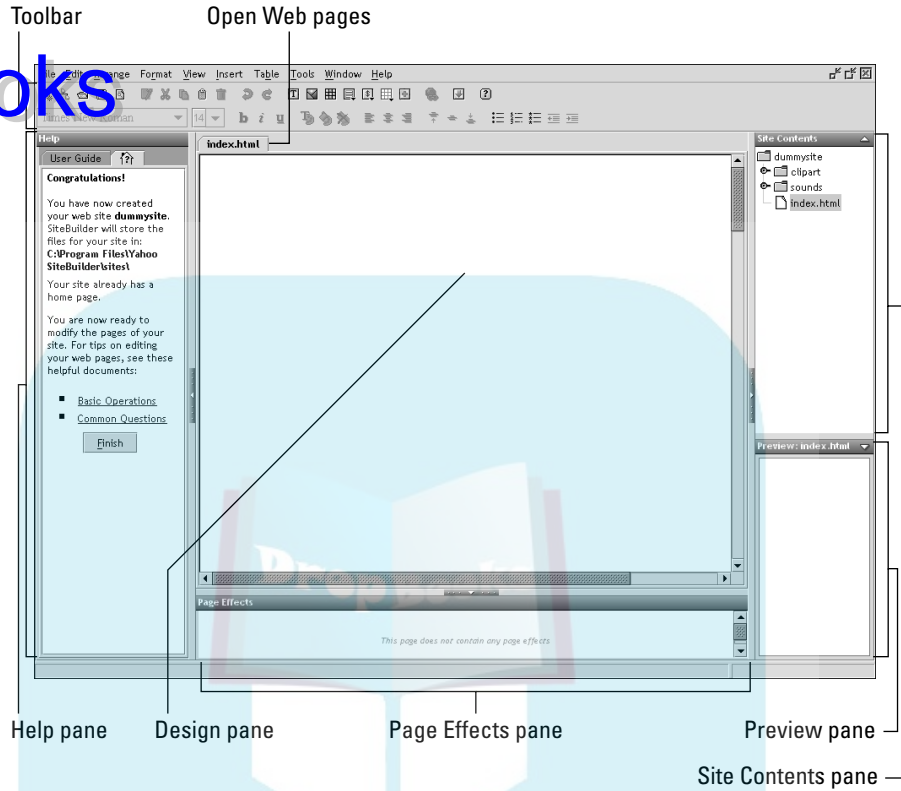 Toolbar
Open Web pages
oks
File Edit Arrange Format View Insert Table Tools Window Help
Times New Roman 14 b i u
Help
User Guide
index.html
Site Contents
Congratulations!
You have now created
your web site dummysite.
SiteBuilder will store the
files for your site in:
C:\Program Files\Yahoo
SiteBuilder\sites\
Your site already has a
home page.
You are now ready to
modify the pages of your
site. For tips on editing
your web pages, see these
helpful documents:
Basic Operations
Common Questions
Finish
dummysite
clipart
sounds
index.html
Preview: index.html
Drop Books
Page Effects
This page does not contain any page effects
Help pane
Design pane
Page Effects pane
Preview pane
Site Contents pane